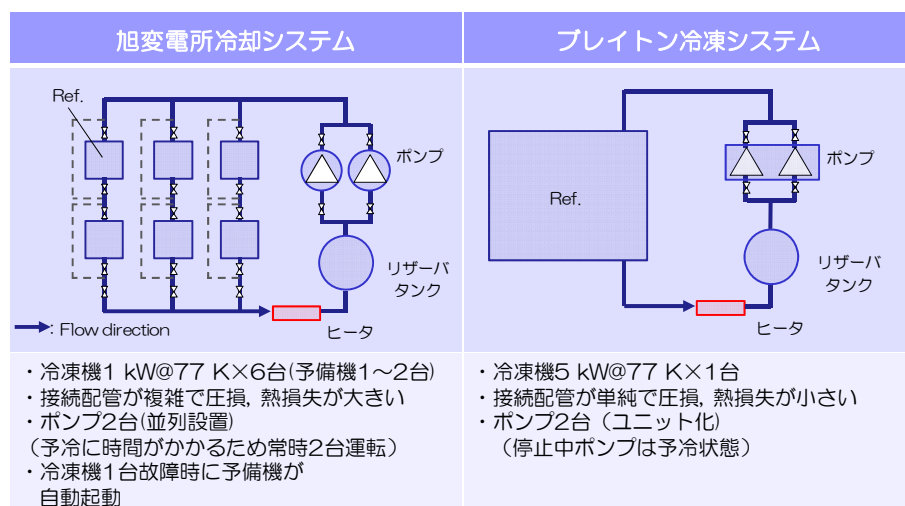 旭変電所冷却システム
ブレイトン冷凍システム
Ref.
ポンプ
リザーバ
タンク
ヒータ
: Flow direction
Ref.
ポンプ
リザーバ
タンク
ヒータ
・冷凍機1 kW@77 K×6台(予備機1～2台)
・接続配管が複雑で圧損, 熱損失が大きい
・ポンプ2台(並列設置)
（予冷に時間がかかるため常時2台運転）
・冷凍機1台故障時に予備機が
自動起動
・冷凍機5 kW@77 K×1台
・接続配管が単純で圧損, 熱損失が小さい
・ポンプ2台（ユニット化）
（停止中ポンプは予冷状態）